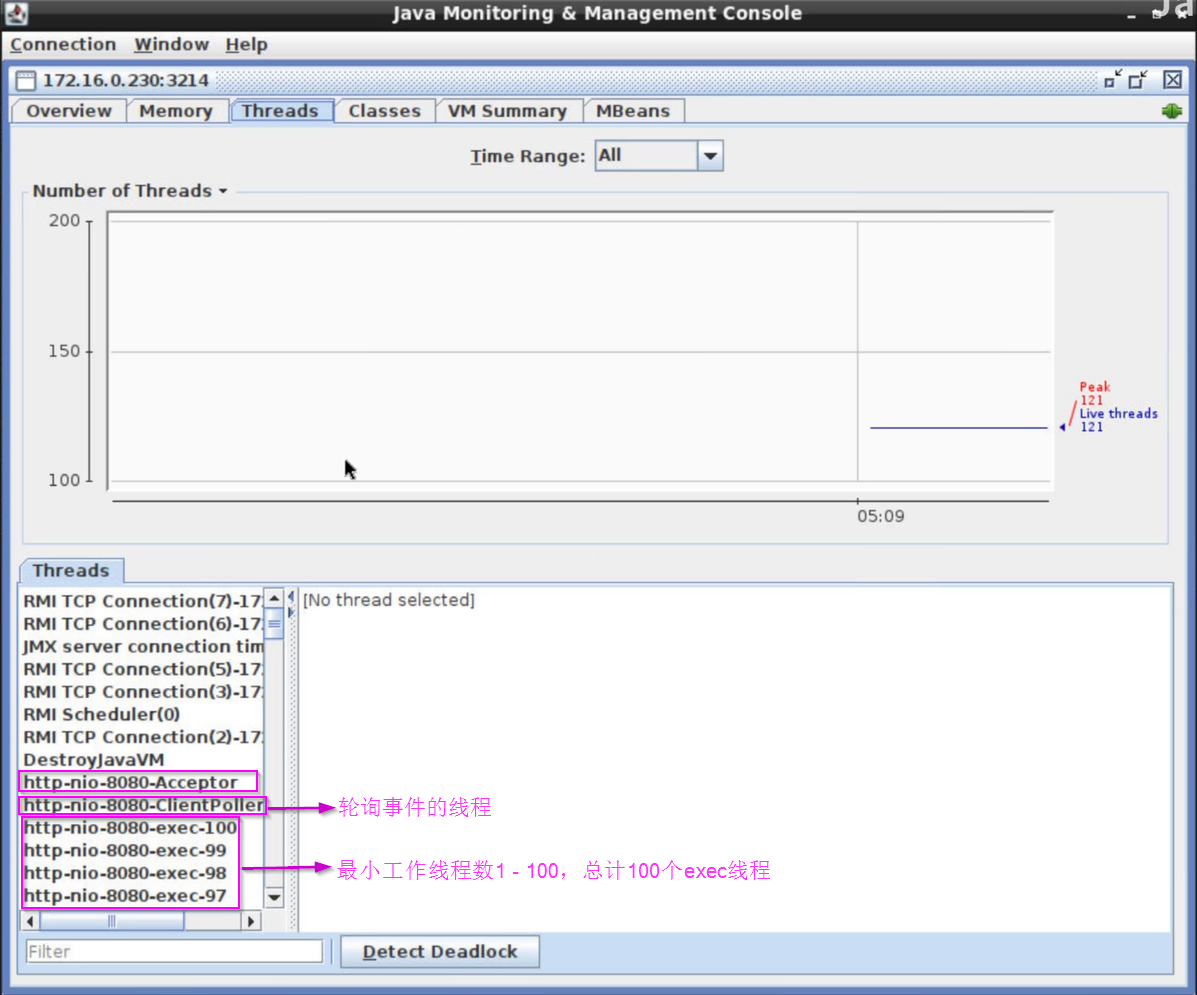 Java Monitoring & Management Console
Ja
Connection Window Help
172.16.0.230:3214
Overview Memory Threads Classes VM Summary MBeans
Time Range: All
Number of Threads
200
150
100
Peak
121
Live threads
121
05:09
Threads
RMI TCP Connection(7)-17
[No thread selected]
RMI TCP Connection(6)-17
JMX server connection tim
RMI TCP Connection(5)-17
RMI TCP Connection(3)-17
RMI Scheduler(0)
RMI TCP Connection(2)-17
DestroyJavaVM
http-nio-8080-Acceptor
http-nio-8080-ClientPoller
轮询事件的线程
http-nio-8080-exec-100
http-nio-8080-exec-99
http-nio-8080-exec-98
最小工作线程数1 - 100，总计100个exec线程
http-nio-8080-exec-97
Filter
Detect Deadlock